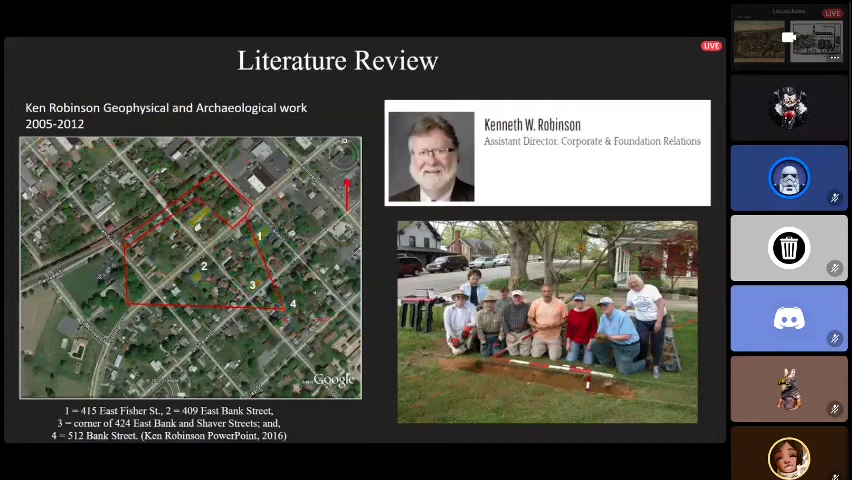 Literature Review
LIVE
Ken Robinson Geophysical and Archaeological work
2005-2012
Kenneth W. Robinson
Assistant Director, Corporate & Foundation Relations
1
2
3
4
Google
1 = 415 East Fisher St., 2 = 409 East Bank Street,
3 = corner of 424 East Bank and Shaver Streets; and,
4 = 512 Bank Street. (Ken Robinson PowerPoint, 2016)
Literature Review
LIVE